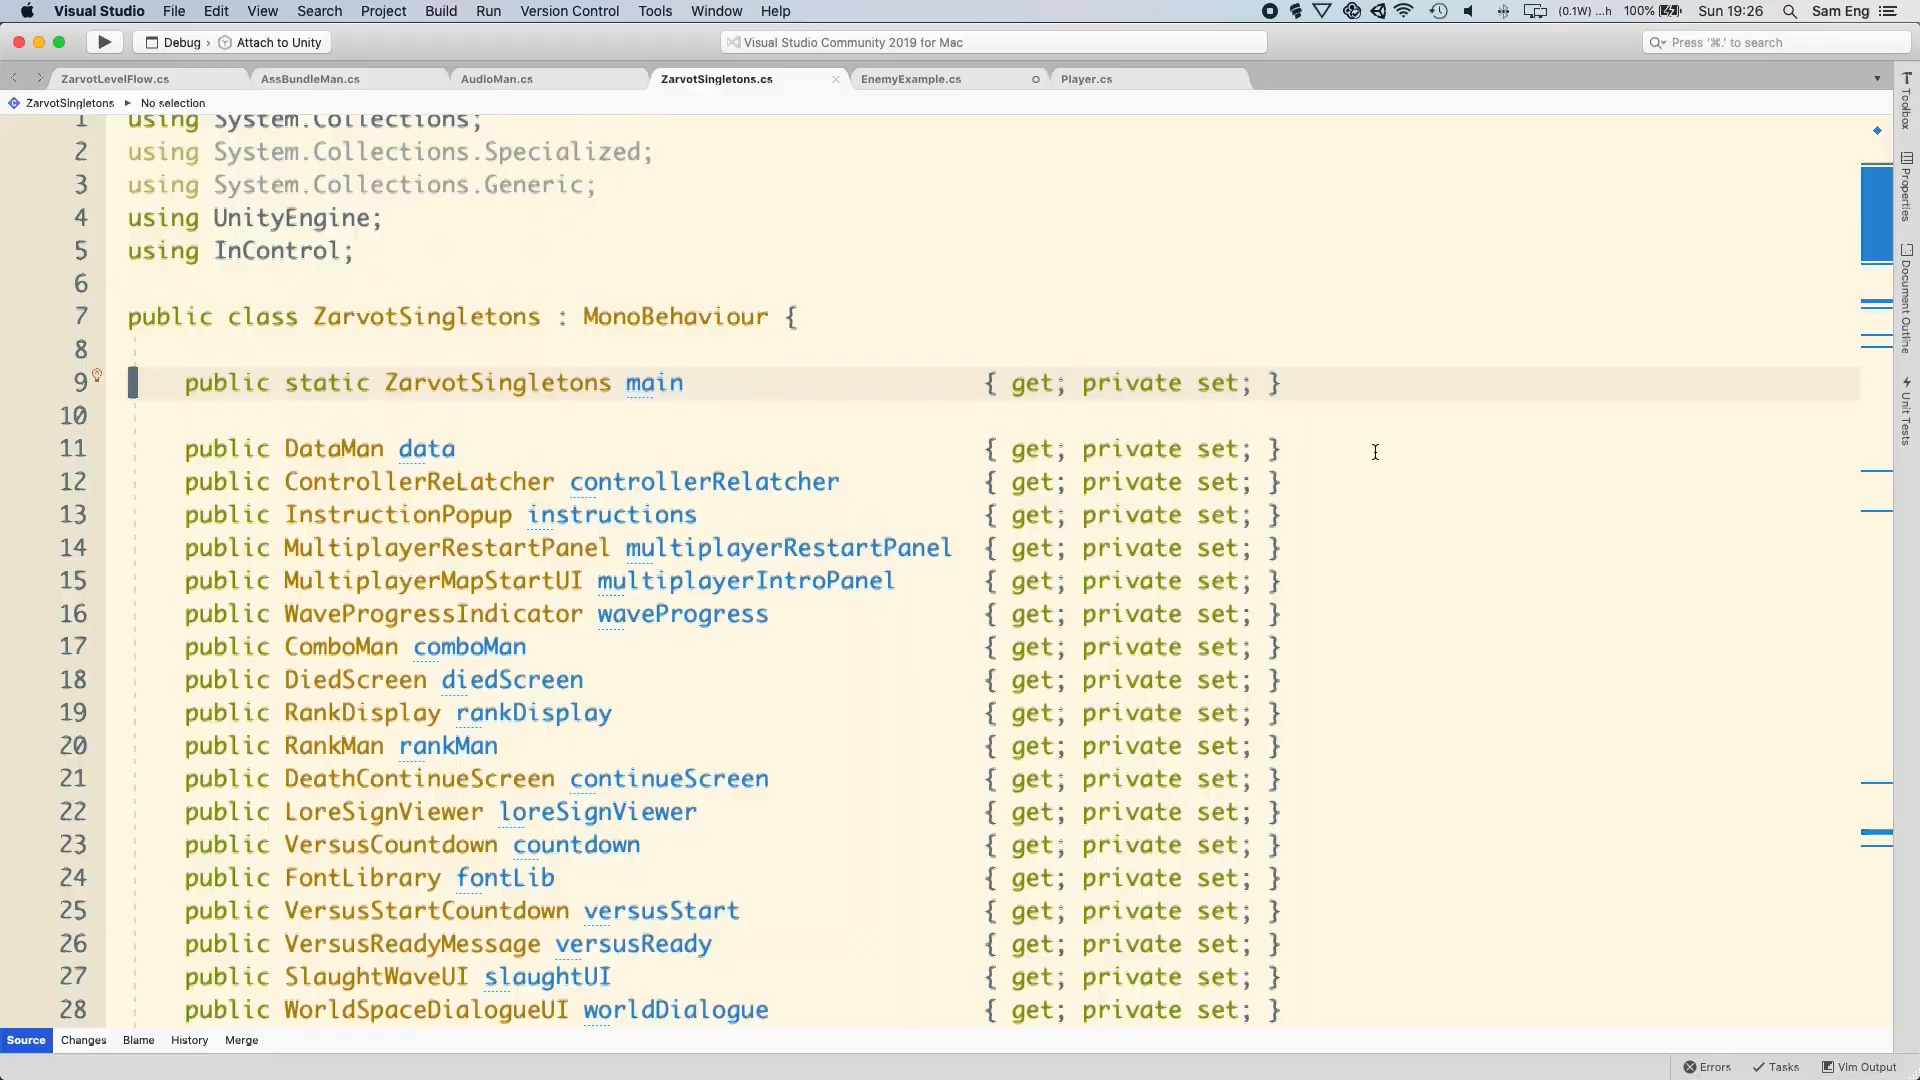 Visual Studio File Edit View Search Project Build Run Version Control Tools Window Help (0.1W) ...h 100% Sun 19:26 Sam Eng
Debug › Attach to Unity Visual Studio Community 2019 for Mac Press '⌘.' to search
ZarvotLevelFlow.cs AssBundleMan.cs AudioMan.cs ZarvotSingletons.cs EnemyExample.cs Player.cs
ZarvotSingletons No selection
1 using System.Collections;
2 using System.Collections.Specialized;
3 using System.Collections.Generic;
4 using UnityEngine;
5 using InControl;
6
7 public class ZarvotSingletons : MonoBehaviour {
8
9 public static ZarvotSingletons main { get; private set; }
10
11 public DataMan data { get; private set; }
12 public ControllerReLatcher controllerRelatcher { get; private set; }
13 public InstructionPopup instructions { get; private set; }
14 public MultiplayerRestartPanel multiplayerRestartPanel { get; private set; }
15 public MultiplayerMapStartUI multiplayerIntroPanel { get; private set; }
16 public WaveProgressIndicator waveProgress { get; private set; }
17 public ComboMan comboMan { get; private set; }
18 public DiedScreen diedScreen { get; private set; }
19 public RankDisplay rankDisplay { get; private set; }
20 public RankMan rankMan { get; private set; }
21 public DeathContinueScreen continueScreen { get; private set; }
22 public LoreSignViewer loreSignViewer { get; private set; }
23 public VersusCountdown countdown { get; private set; }
24 public FontLibrary fontLib { get; private set; }
25 public VersusStartCountdown versusStart { get; private set; }
26 public VersusReadyMessage versusReady { get; private set; }
27 public SlaughtWaveUI slaughtUI { get; private set; }
28 public WorldSpaceDialogueUI worldDialogue { get; private set; }
Toolbox
Properties
Document Outline
Unit Tests
Source Changes Blame History Merge
Errors Tasks VIm Output